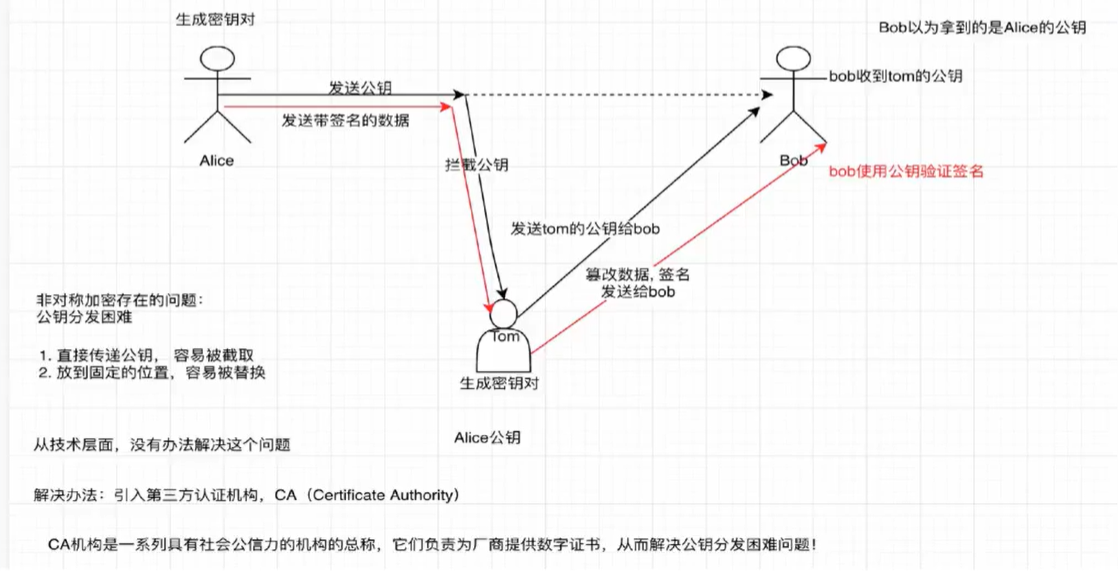 生成密钥对
Bob以为拿到的是Alice的公钥
bob收到tom的公钥
发送公钥
发送带签名的数据
Alice
Bob
拦截公钥
bob使用公钥验证签名
发送tom的公钥给bob
篡改数据, 签名
发送给bob
非对称加密存在的问题：
公钥分发困难
Tom
1. 直接传递公钥， 容易被截取
2. 放到固定的位置，容易被替换
生成密钥对
Alice公钥
从技术层面，没有办法解决这个问题
解决办法：引入第三方认证机构，CA（Certificate Authority）
CA机构是一系列具有社会公信力的机构的总称，它们负责为厂商提供数字证书，从而解决公钥分发困难问题！